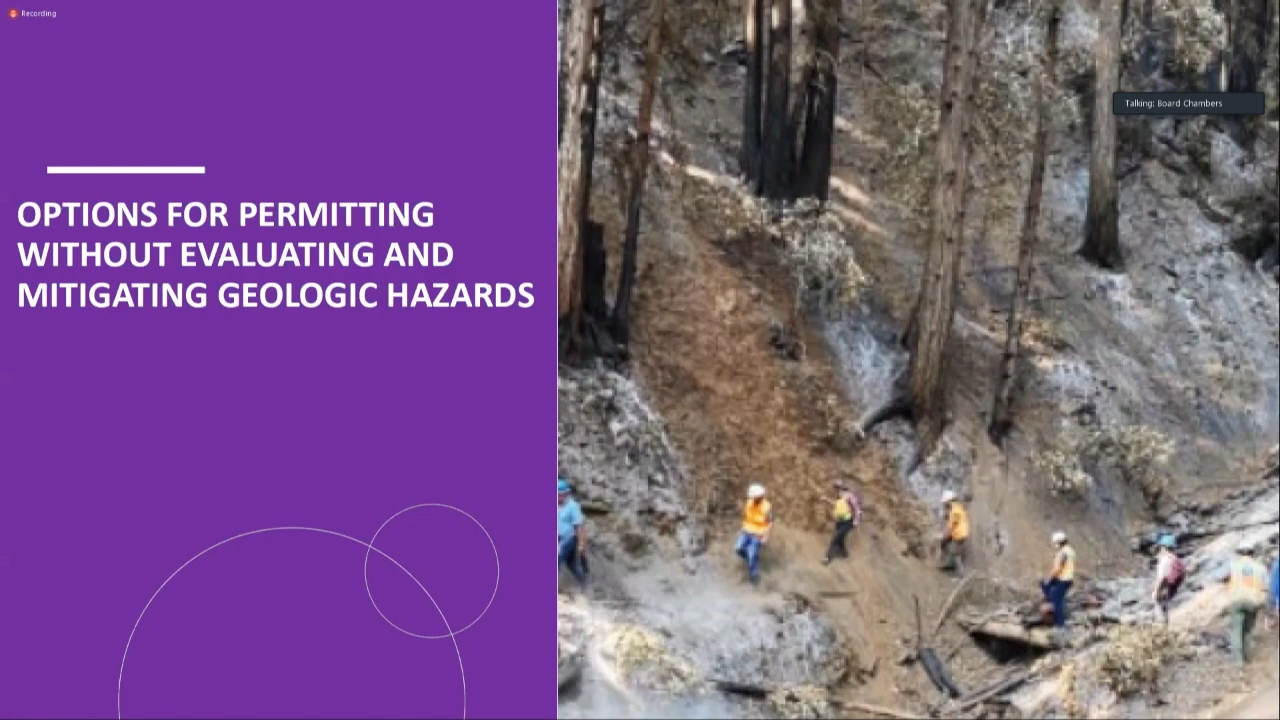 Recording
Talking: Board Chambers
OPTIONS FOR PERMITTING
WITHOUT EVALUATING AND
MITIGATING GEOLOGIC HAZARDS